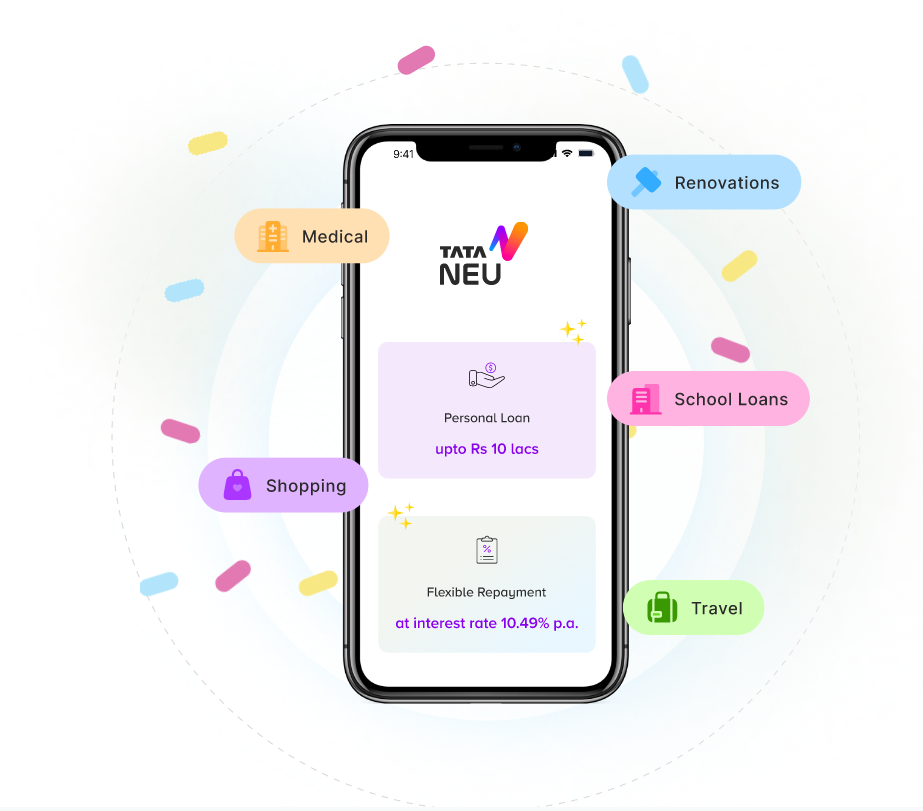 9:41
Renovations
Medical
TATA
NEU
Personal Loan
upto Rs 10 lacs
School Loans
Shopping
%
Flexible Repayment
at interest rate 10.49% p.a.
Travel